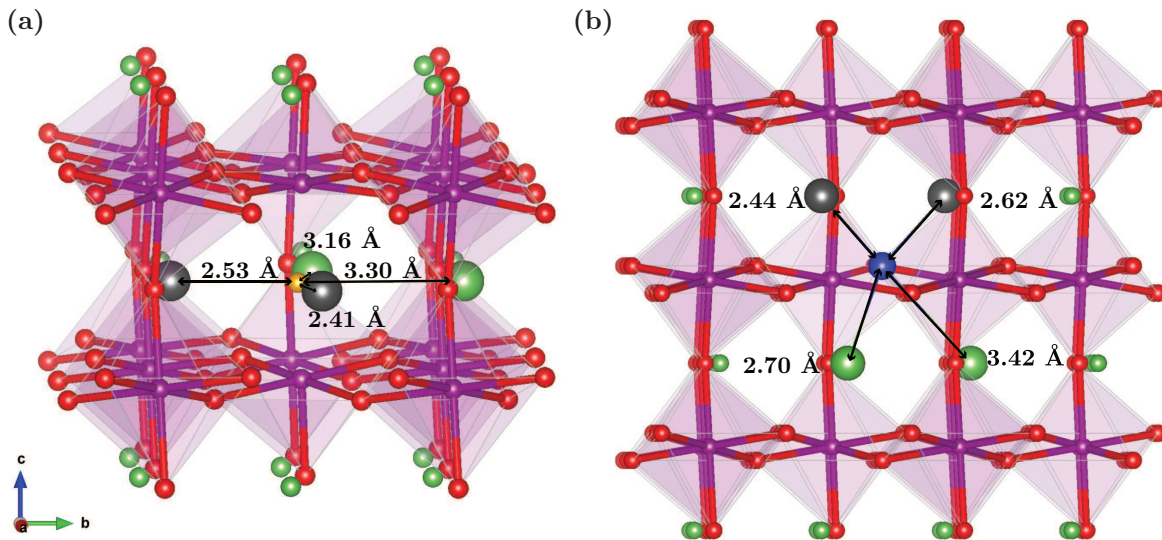 (a)
3.16 Å
2.53 Å
3.30 Å
2.41 Å
c
a
b
(b)
2.44 Å
2.62 Å
2.70 Å
3.42 Å